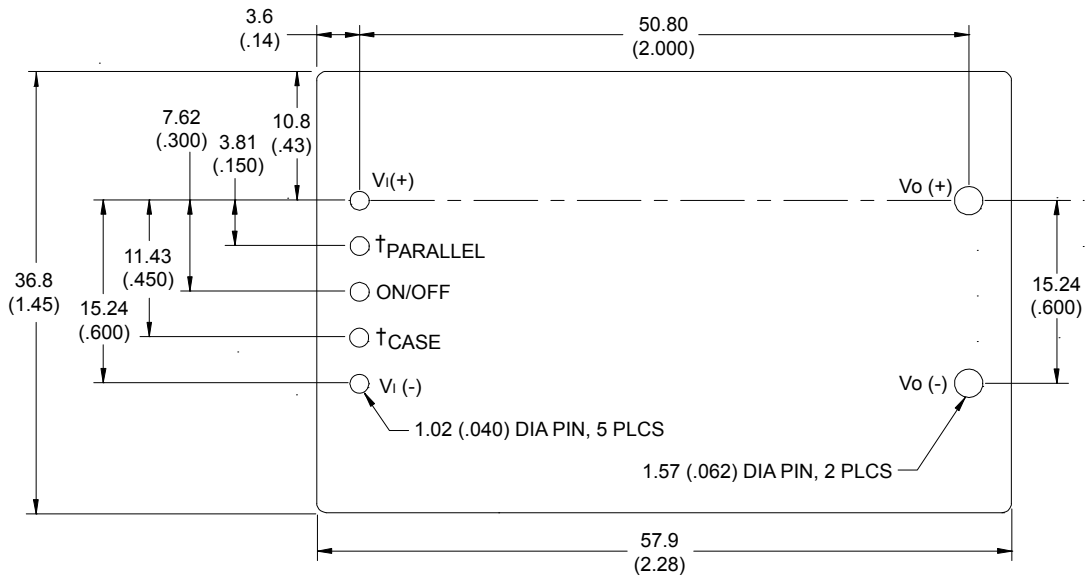 3.6
(.14)
50.80
(2.000)
7.62
(.300)
3.81
(.150)
10.8
(.43)
VI(+)
Vo (+)
†PARALLEL
11.43
(.450)
ON/OFF
36.8
(1.45)
15.24
(.600)
15.24
(.600)
†CASE
VI (-)
Vo (-)
1.02 (.040) DIA PIN, 5 PLCS
1.57 (.062) DIA PIN, 2 PLCS
57.9
(2.28)